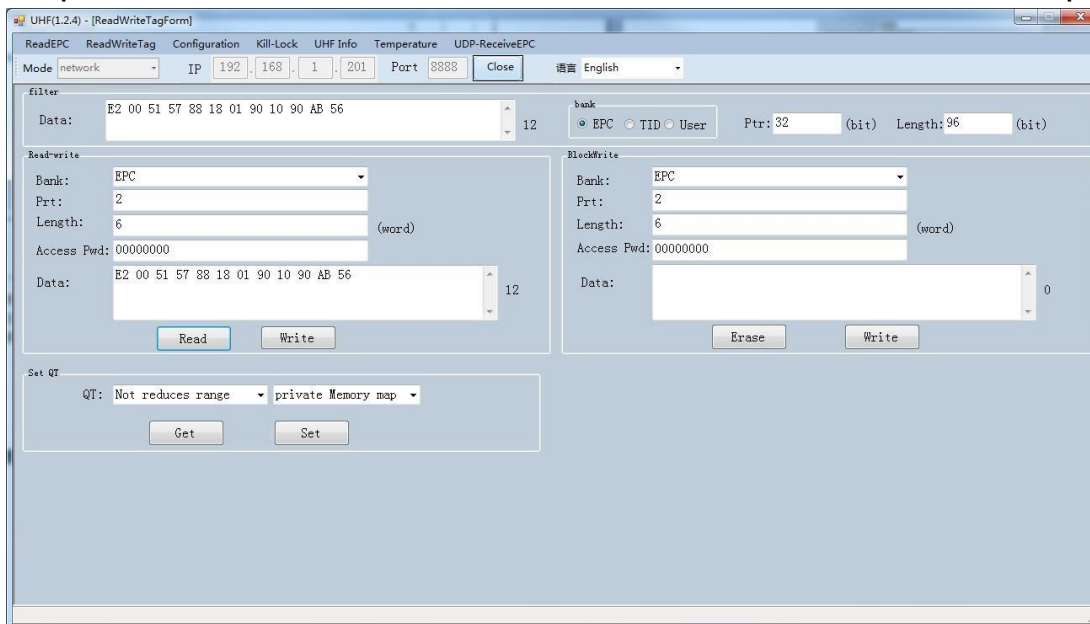 UHF(1.2.4) - [ReadWriteTagForm]
ReadEPC ReadWriteTag Configuration Kill-Lock UHF Info Temperature UDP-ReceiveEPC
Mode network IP 192 . 168 . 1 . 201 Port 8888 Close 语言 English
filter
Data: E2 00 51 57 88 18 01 90 10 90 AB 56 12
bank
EPC TID User Ptr: 32 (bit) Length: 96 (bit)
Read-write
Bank: EPC
Prt: 2
Length: 6 (word)
Access Pwd: 00000000
Data: E2 00 51 57 88 18 01 90 10 90 AB 56 12
Read Write
BlockWrite
Bank: EPC
Prt: 2
Length: 6 (word)
Access Pwd: 00000000
Data: 0
Erase Write
Set QT
QT: Not reduces range private Memory map
Get Set